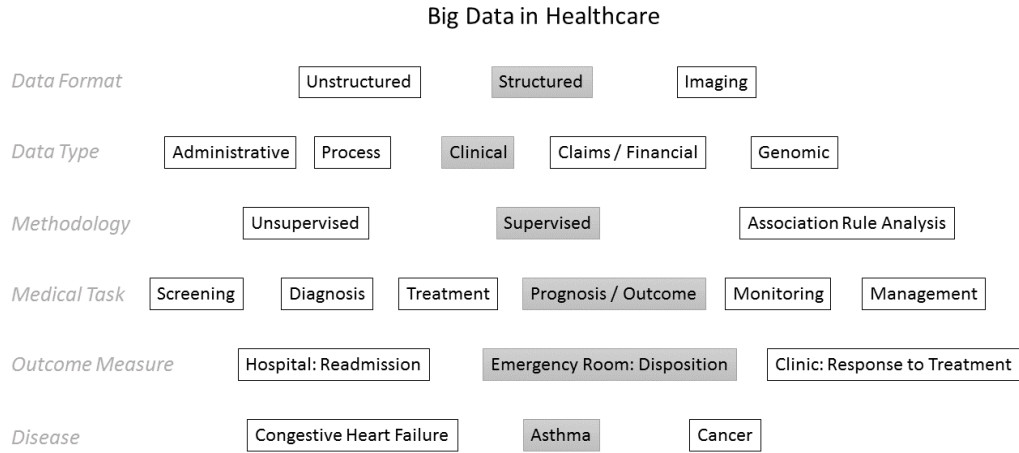 Big Data in Healthcare
Data Format Unstructured Structured Imaging
Data Type Administrative Process Clinical Claims / Financial Genomic
Methodology Unsupervised Supervised Association Rule Analysis
Medical Task Screening Diagnosis Treatment Prognosis / Outcome Monitoring Management
Outcome Measure Hospital: Readmission Emergency Room: Disposition Clinic: Response to Treatment
Disease Congestive Heart Failure Asthma Cancer